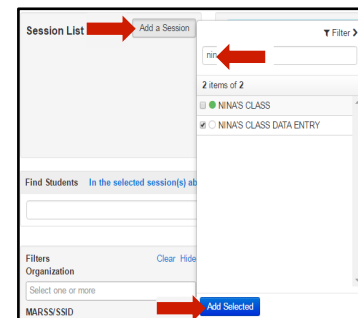 Session List
Add a Session
Filter
nin
2 items of 2
NINA'S CLASS
NINA'S CLASS DATA ENTRY
Find Students In the selected session(s) ab
Filters Clear Hide
Organization
Select one or more
MARSS/SSID
Add Selected